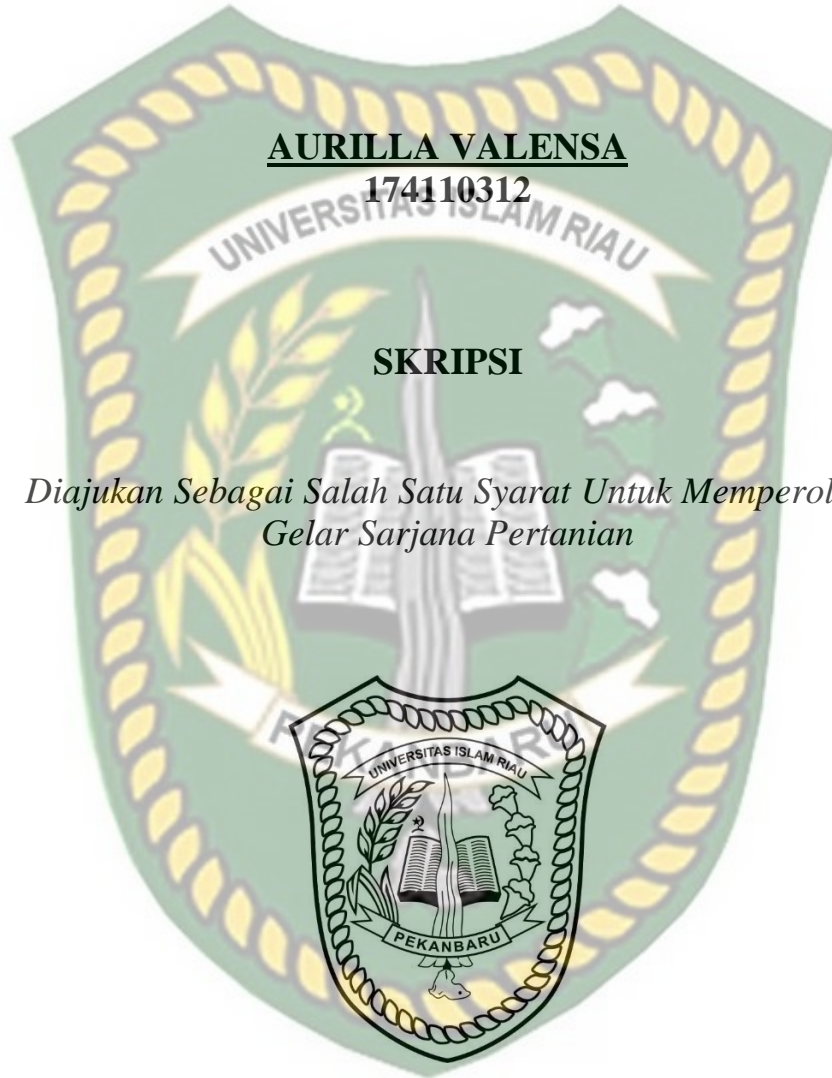 AURILLA VALENSA
174110312
UNIVERSITAS ISLAM RIAU
SKRIPSI
Diajukan Sebagai Salah Satu Syarat Untuk Memperol
Gelar Sarjana Pertanian
PEKANBARU
UNIVERSITAS ISLAM RIAU
PEKANBARU